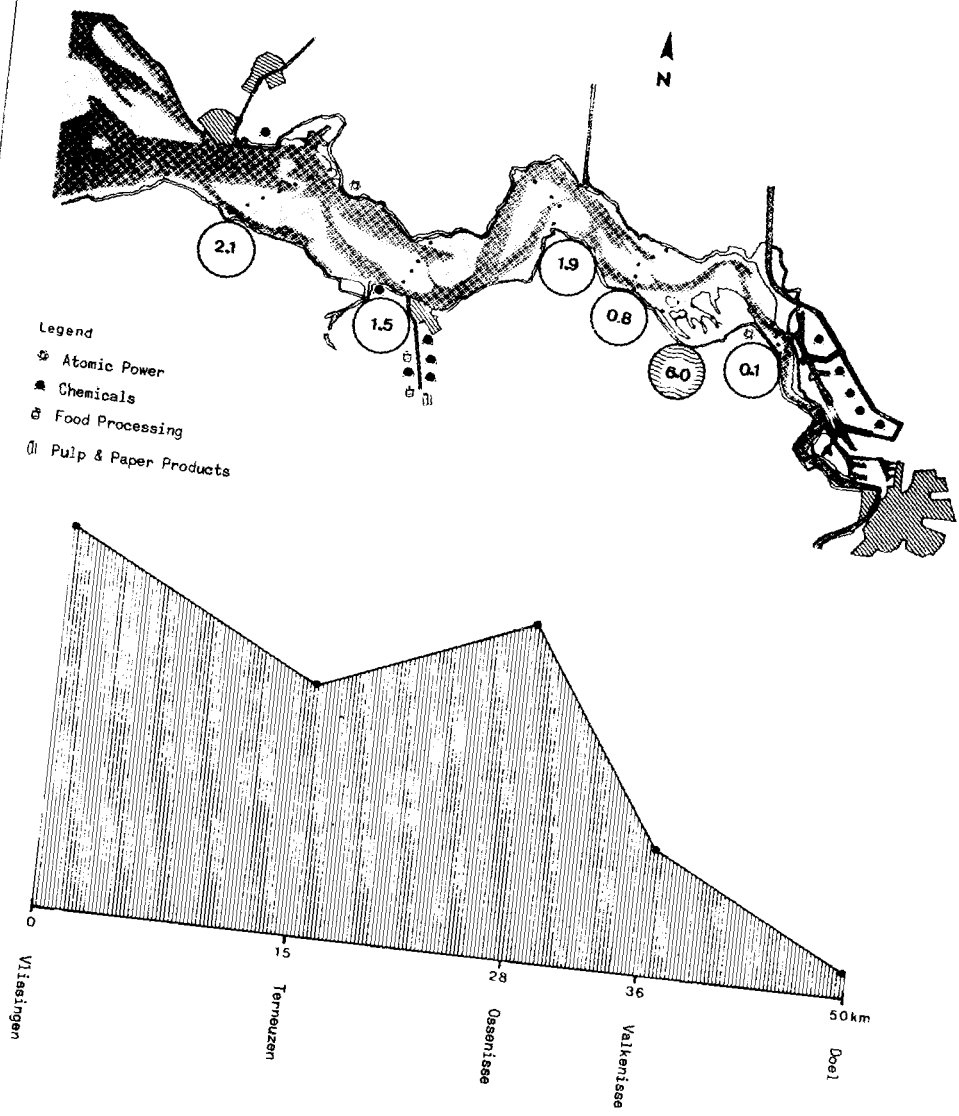 N
2.1
1.5
1.9
0.8
6.0
0.1
Legend
Atomic Power
Chemicals
Food Processing
Pulp & Paper Products
0
15
28
36
50km
Vlissingen
Terneuzen
Ossenisse
Valkenisse
Doel